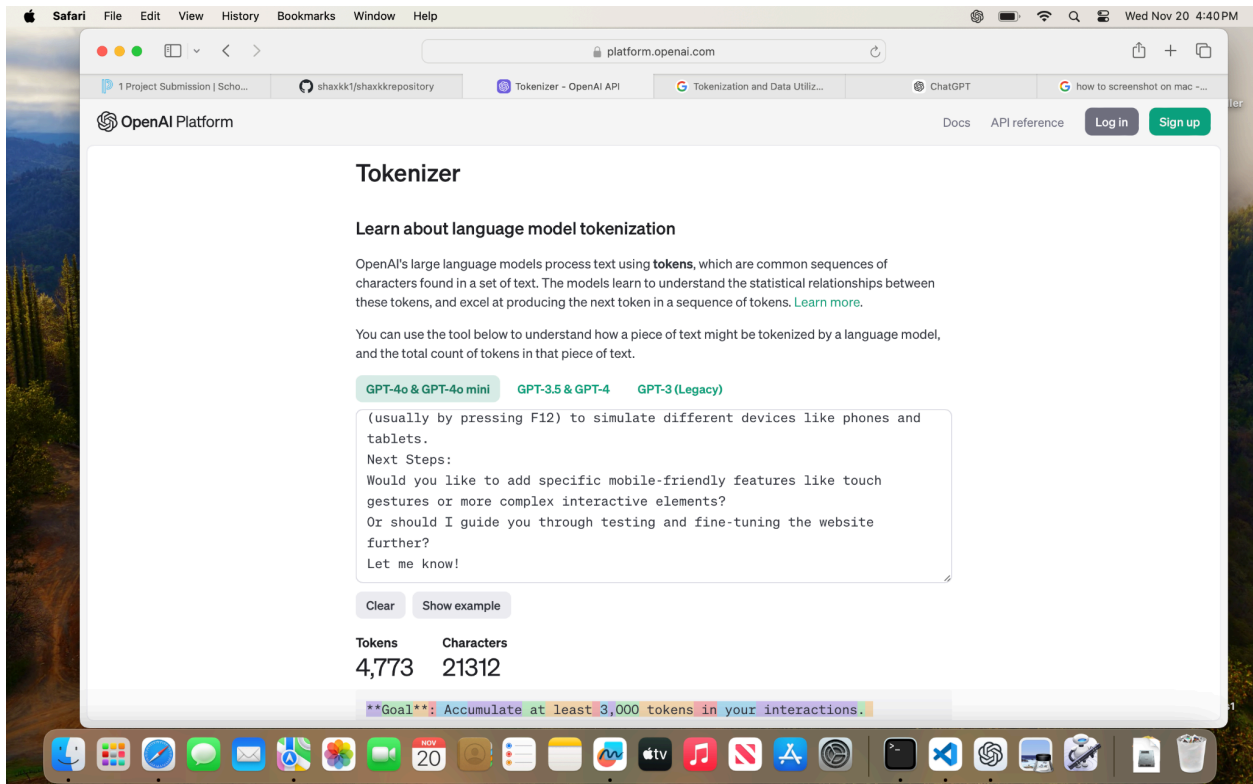 Safari File Edit View History Bookmarks Window Help Wed Nov 20 4:40 PM
platform.openai.com
1 Project Submission | Scho... shaxkk1/shaxkkrepository Tokenizer - OpenAI API Tokenization and Data Utiliz... ChatGPT how to screenshot on mac -...
OpenAI Platform Docs API reference Log in Sign up
Tokenizer
Learn about language model tokenization
OpenAI's large language models process text using tokens, which are common sequences of
characters found in a set of text. The models learn to understand the statistical relationships between
these tokens, and excel at producing the next token in a sequence of tokens. Learn more.
You can use the tool below to understand how a piece of text might be tokenized by a language model,
and the total count of tokens in that piece of text.
GPT-4o & GPT-4o mini GPT-3.5 & GPT-4 GPT-3 (Legacy)
(usually by pressing F12) to simulate different devices like phones and
tablets.
Next Steps:
Would you like to add specific mobile-friendly features like touch
gestures or more complex interactive elements?
Or should I guide you through testing and fine-tuning the website
further?
Let me know!
Clear Show example
Tokens Characters
4,773 21312
**Goal**: Accumulate at least 3,000 tokens in your interactions.
NOV
20
tv